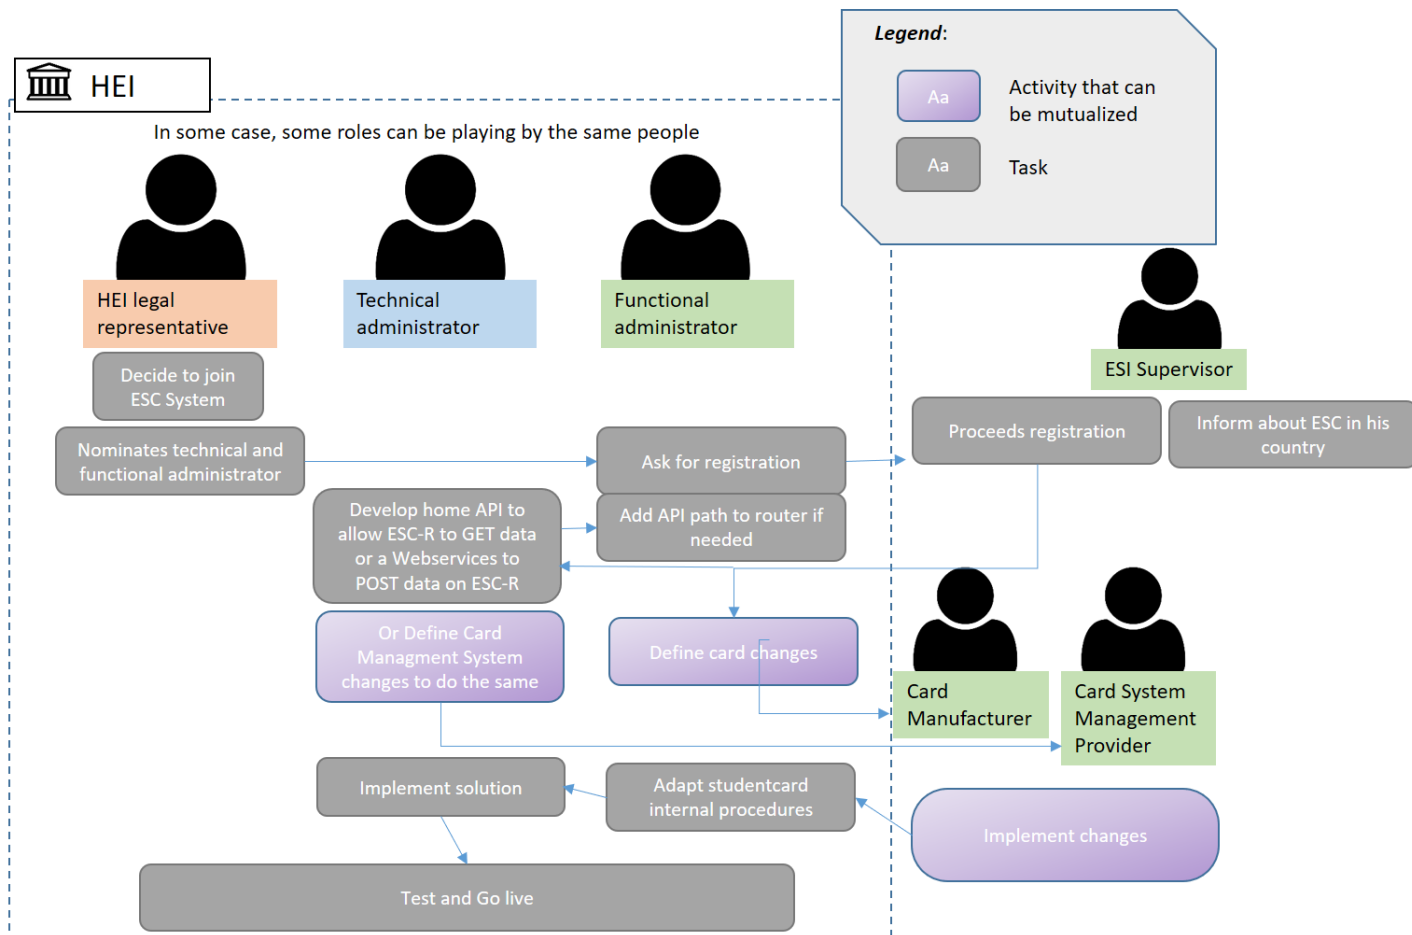 Legend:
Aa
Activity that can
be mutualized
Aa
Task
HEI
In some case, some roles can be playing by the same people
HEI legal
representative
Technical
administrator
Functional
administrator
ESI Supervisor
Decide to join
ESC System
Nominates technical and
functional administrator
Ask for registration
Proceeds registration
Inform about ESC in his
country
Develop home API to
allow ESC-R to GET data
or a Webservices to
POST data on ESC-R
Add API path to router if
needed
Or Define Card
Managment System
changes to do the same
Define card changes
Card
Manufacturer
Card System
Management
Provider
Implement solution
Adapt studentcard
internal procedures
Implement changes
Test and Go live